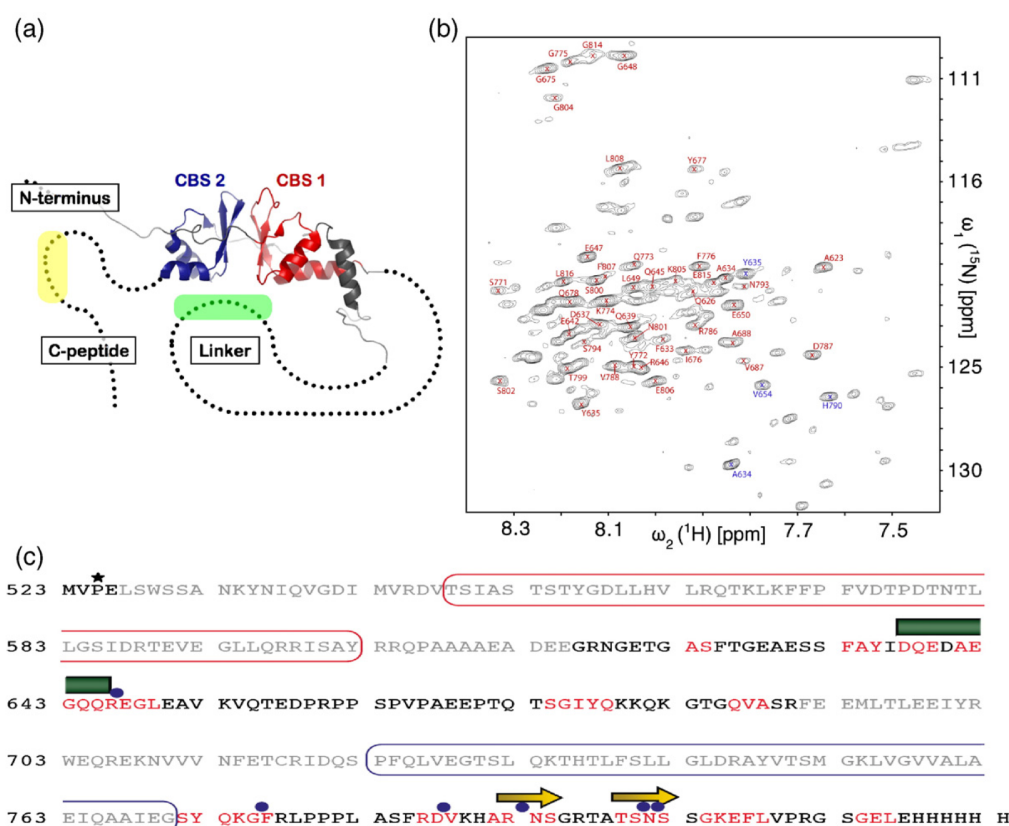 (a)
N-terminus
CBS 2
CBS 1
C-peptide
Linker
(b)
G775 G814 G648
G675
G804
L808 Y677
E647
Q773 F776 Y635 A623
L816 F807 L649 Q645 K805 E815 A634 N793
S771 S800 Q678 K774 Q626 E650
D637 Q639 E642 N801 R786
S794 F633 A688 I676 D787
Y772 R646 V687
T799 V788 E806 V654
S802 Y635 H790
A634
111
116
125
130
ω1 (15N) [ppm]
8.3 8.1 7.7 7.5
ω2 (1H) [ppm]
(c)
523 MVPELSWSSA NKYNIQVGDI MVRDVTSIAS TSTYGDLLHV LRQTKLKFFP FVDTPDTNTL
583 LGSIDRTEVE GLLQRRISAY RRQPAAAAEA DEEGRNGETG ASFTGEAESS FAYIDQEDAE
643 GQQREGLEAV KVQTEDPRPP SPVPAEEPTQ TSGIYQKKQK GTGQVASRFE EMLTLEEIYR
703 WEQREKNVVV NFETCRIDQS PFQLVEGTSL QKTHTLFSLL GLDRAYVTSM GKLVGVVALA
763 EIQAAIEGSY QKGFRLPPPL ASFRDVKHAR NSGRTATSNS SGKEFLVPRG SGELEHHHHH H